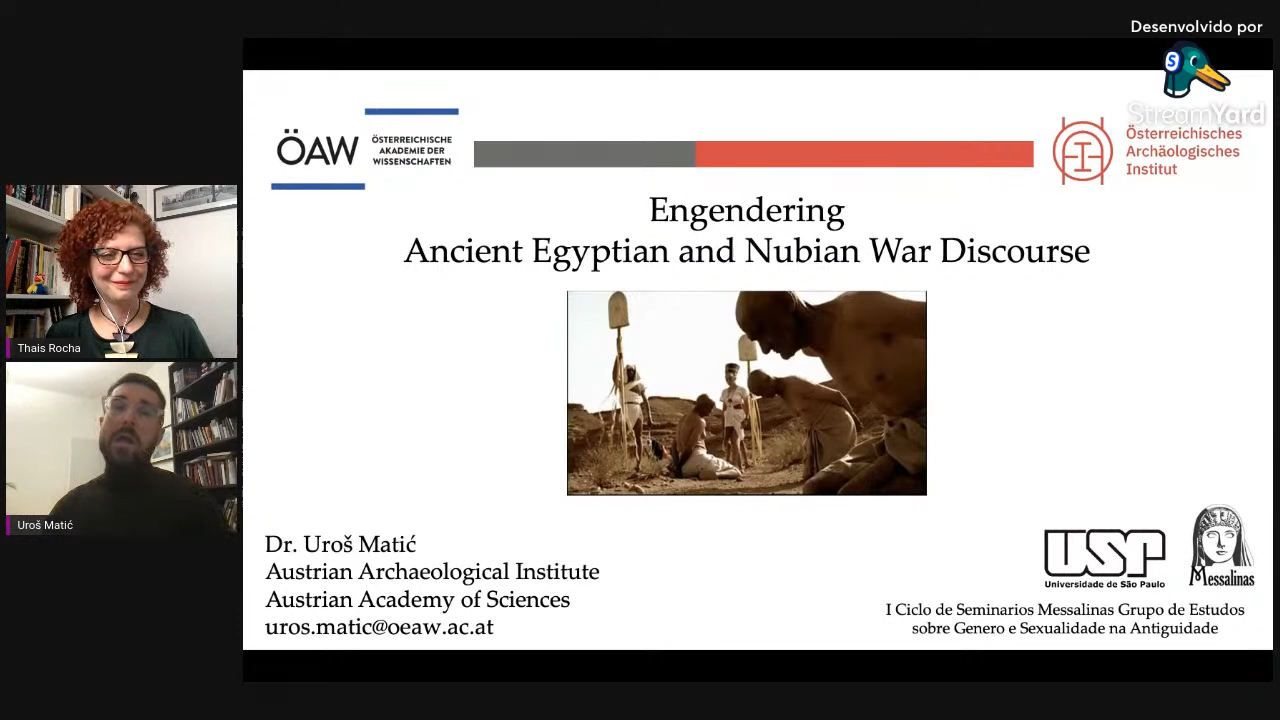 Desenvolvido por
StreamYard
ÖAW
ÖSTERREICHISCHE
AKADEMIE DER
WISSENSCHAFTEN
Österreichisches
Archäologisches
Institut
Engendering
Ancient Egyptian and Nubian War Discourse
Thais Rocha
Uroš Matić
Dr. Uroš Matić
Austrian Archaeological Institute
Austrian Academy of Sciences
uros.matic@oeaw.ac.at
USP
Universidade de São Paulo
Messalinas
I Ciclo de Seminarios Messalinas Grupo de Estudos
sobre Genero e Sexualidade na Antiguidade